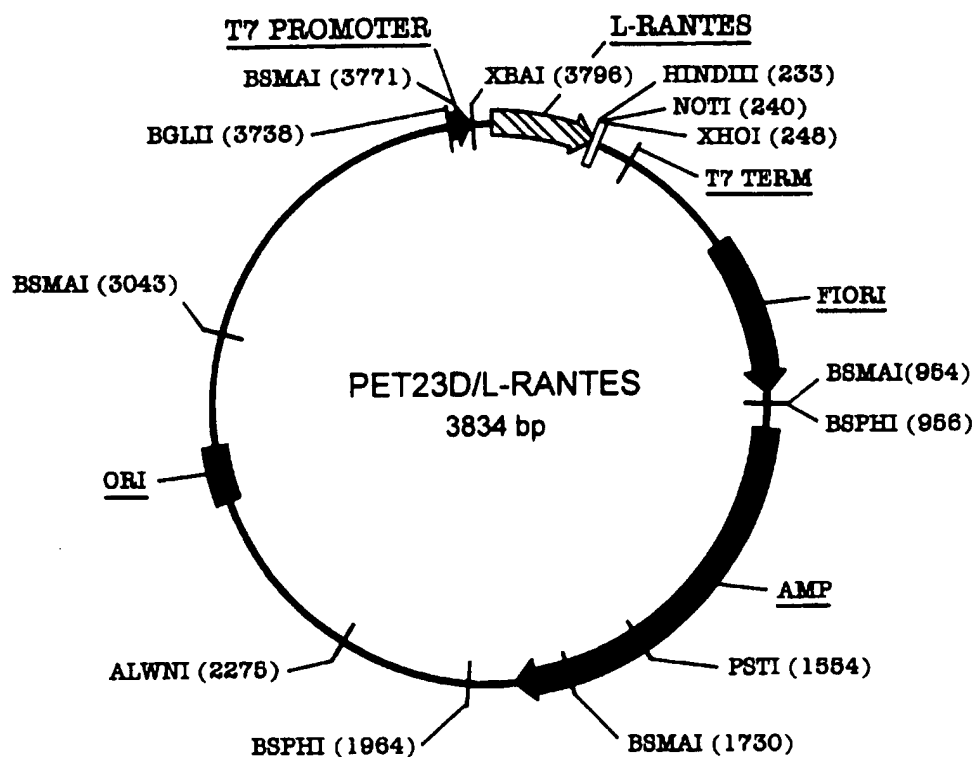 T7 PROMOTER
L-RANTES
BSMAI (3771)
XBAI (3796)
HINDIII (233)
NOTI (240)
XHOI (248)
BGLII (3738)
T7 TERM
BSMAI (3043)
FIORI
PET23D/L-RANTES
3834 bp
BSMAI(954)
BSPHI (956)
ORI
AMP
ALWNI (2275)
PSTI (1554)
BSPHI (1964)
BSMAI (1730)